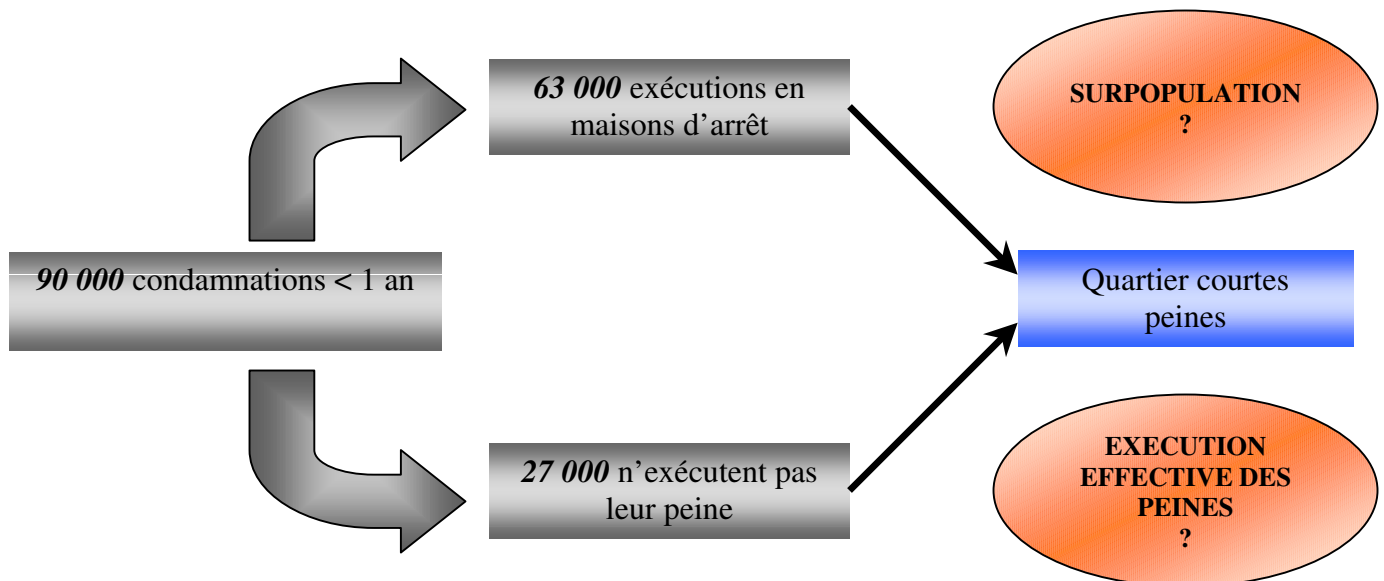 63 000 exécutions en
maisons d’arrêt
SURPOPULATION
?
90 000 condamnations < 1 an
Quartier courtes
peines
27 000 n’exécutent pas
leur peine
EXECUTION
EFFECTIVE DES
PEINES
?